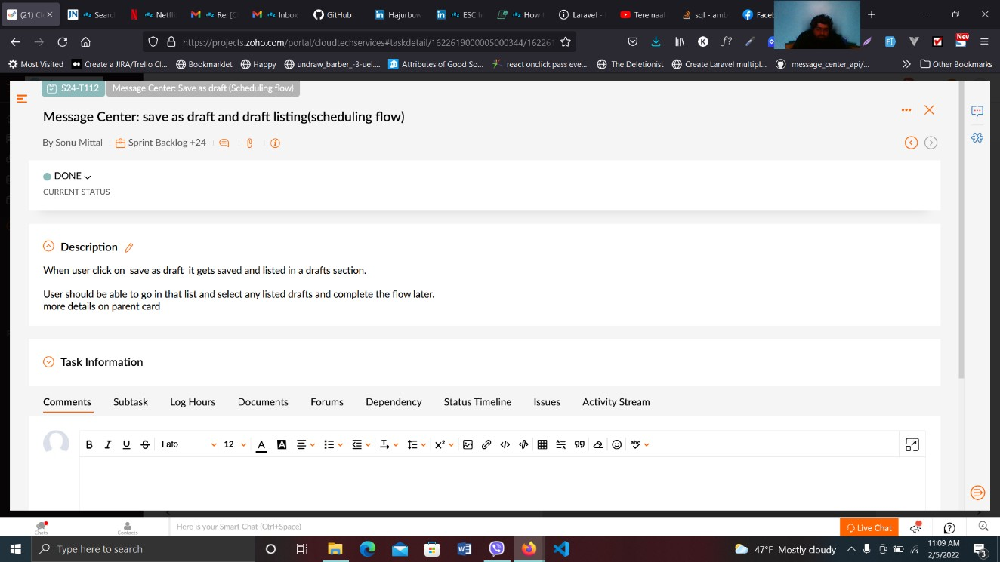 (21) Cl
JN Searc
Netfli
Re: [C
Inbox
GitHub
in Hajurbuw
in ESC h
How t
Laravel -
Tere naal
sql - amb
Faceb
https://projects.zoho.com/portal/cloudtechservices#taskdetail/1622619000005000344/16226
K
f?
New
Most Visited
Create a JIRA/Trello Cl...
Bookmarklet
Happy
undraw_barber_-3-uel....
Attributes of Good So...
react onclick pass eve...
The Deletionist
Create Laravel multipl...
message_center_api/...
Other Bookmarks
S24-T112 Message Center: Save as draft (Scheduling flow)
Message Center: save as draft and draft listing(scheduling flow)
By Sonu Mittal Sprint Backlog +24
DONE
CURRENT STATUS
Description
When user click on save as draft it gets saved and listed in a drafts section.
User should be able to go in that list and select any listed drafts and complete the flow later.
more details on parent card
Task Information
Comments Subtask Log Hours Documents Forums Dependency Status Timeline Issues Activity Stream
B I U S Lato 12 A A X²
Chats Contacts Here is your Smart Chat (Ctrl+Space) Live Chat
Type here to search
47°F Mostly cloudy
11:09 AM
2/5/2022
3